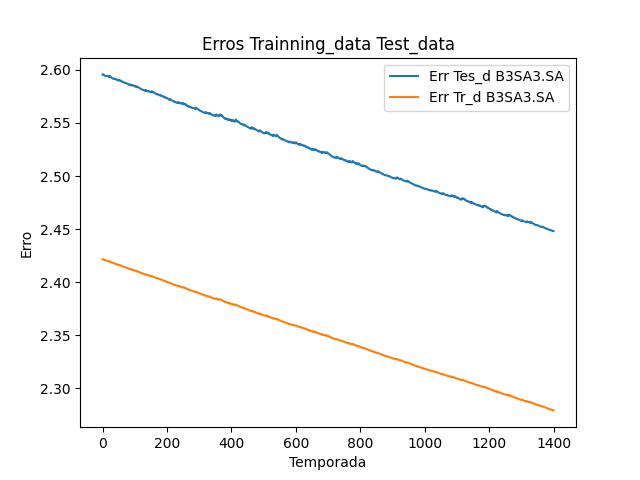 Erros Trainning_data Test_data
Err Tes_d B3SA3.SA
Err Tr_d B3SA3.SA
2.60
2.55
2.50
2.45
2.40
2.35
2.30
Erro
0 200 400 600 800 1000 1200 1400
Temporada